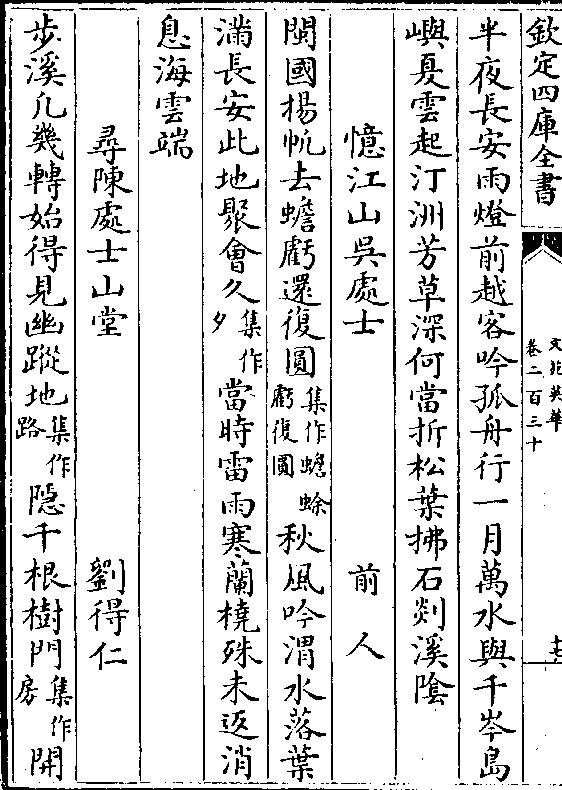 欽定四庫全書
文苑英華
卷二百三十
十七
半夜長安雨燈前越客吟孤舟行一月萬水與千岑島
嶼夏雲起汀洲芳草深何當折松葉拂石剡溪陰
憶江山吳處士　前人
閩國揚帆去蟾虧還復圓集作蟾蜍虧復圓秋風吟渭水落葉
滿長安此地聚會久集作夕當時雷雨寒蘭橈殊未返消
息海雲端
尋陳處士山堂　劉得仁
步溪凡幾轉始得見幽蹤地集作路隱千根樹門集作房開